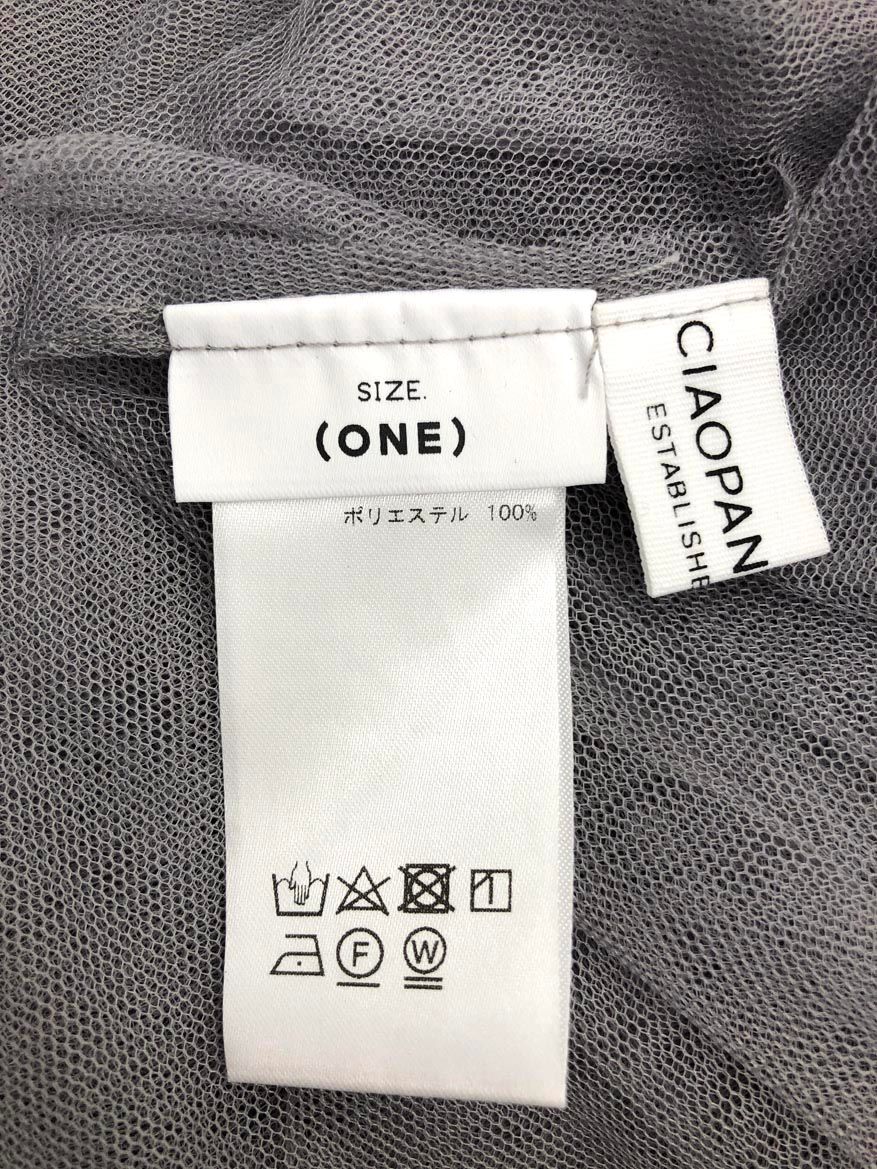 SIZE.
(ONE)
ポリエステル 100%
F
W
CIAOPAN
ESTABLISHE